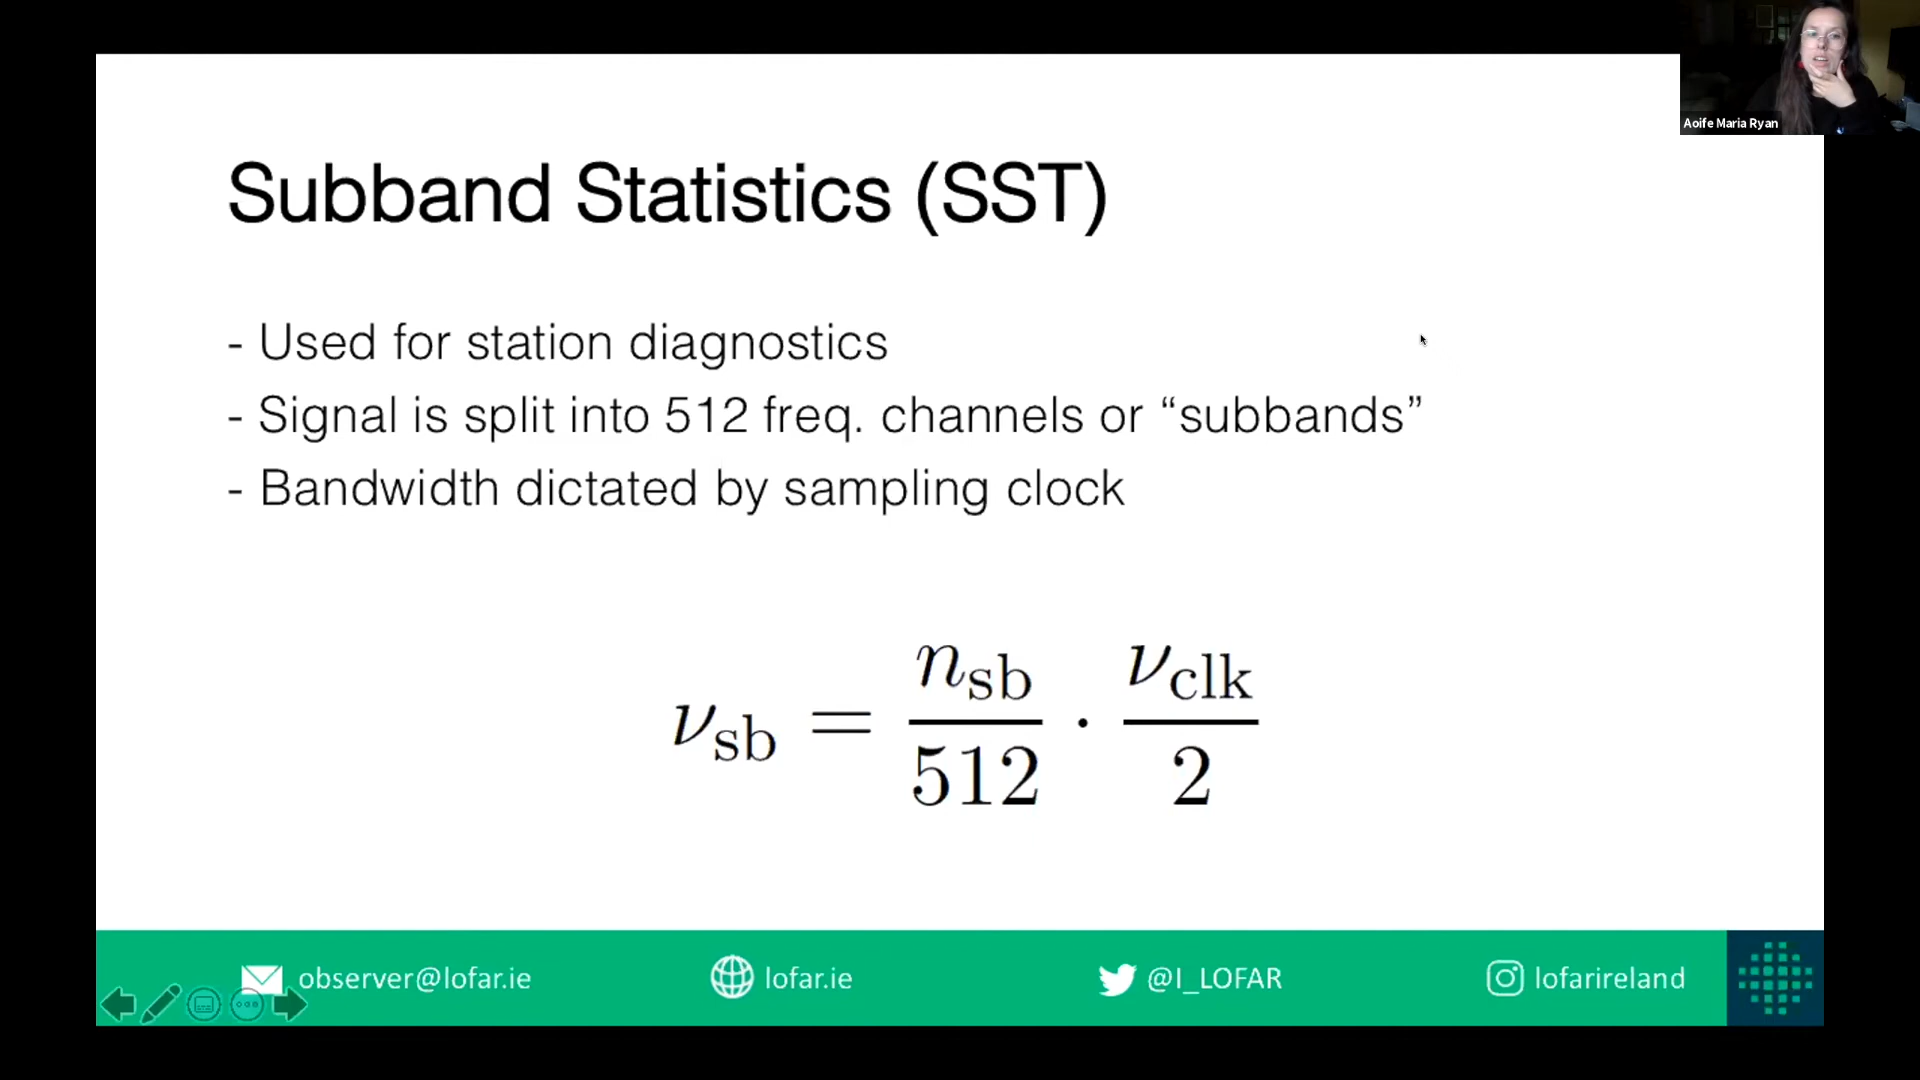 Aoife Maria Ryan
Subband Statistics (SST)
- Used for station diagnostics
- Signal is split into 512 freq. channels or “subbands”
- Bandwidth dictated by sampling clock
ν_sb = n_sb/512 · ν_clk/2
observer@lofar.ie
lofar.ie
@I_LOFAR
lofarireland